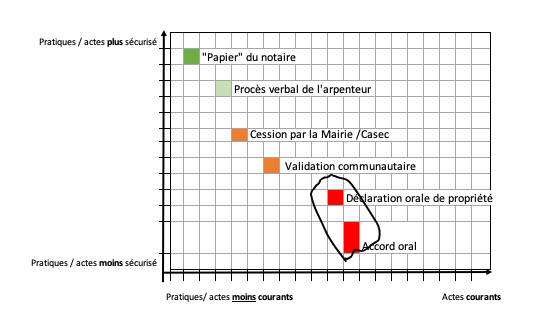 Pratiques / actes plus sécurisé
"Papier" du notaire
Procès verbal de l'arpenteur
Cession par la Mairie /Casec
Validation communautaire
Déclaration orale de propriété
Accord oral
Pratiques / actes moins sécurisé
Pratiques/ actes moins courants
Actes courants